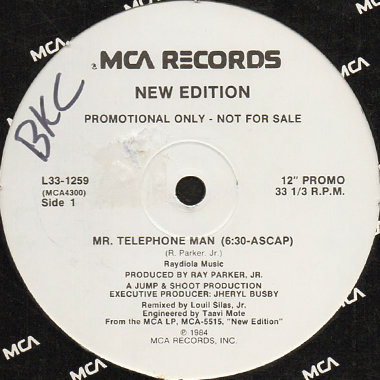 MCA RECORDS
NEW EDITION
PROMOTIONAL ONLY - NOT FOR SALE
BKC
L33-1259
(MCA4300)
Side 1
12" PROMO
33 1/3 R.P.M.
MR. TELEPHONE MAN (6:30-ASCAP)
(R. Parker, Jr.)
Raydiola Music
PRODUCED BY RAY PARKER, JR.
A JUMP & SHOOT PRODUCTION
EXECUTIVE PRODUCER: JHERYL BUSBY
Remixed by Louil Silas, Jr.
Engineered by Taavi Mote
From the MCA LP, MCA-5515, "New Edition"
℗ 1984
MCA RECORDS, INC.
MCA
MCA
MCA
MCA
MCA
MCA
MCA